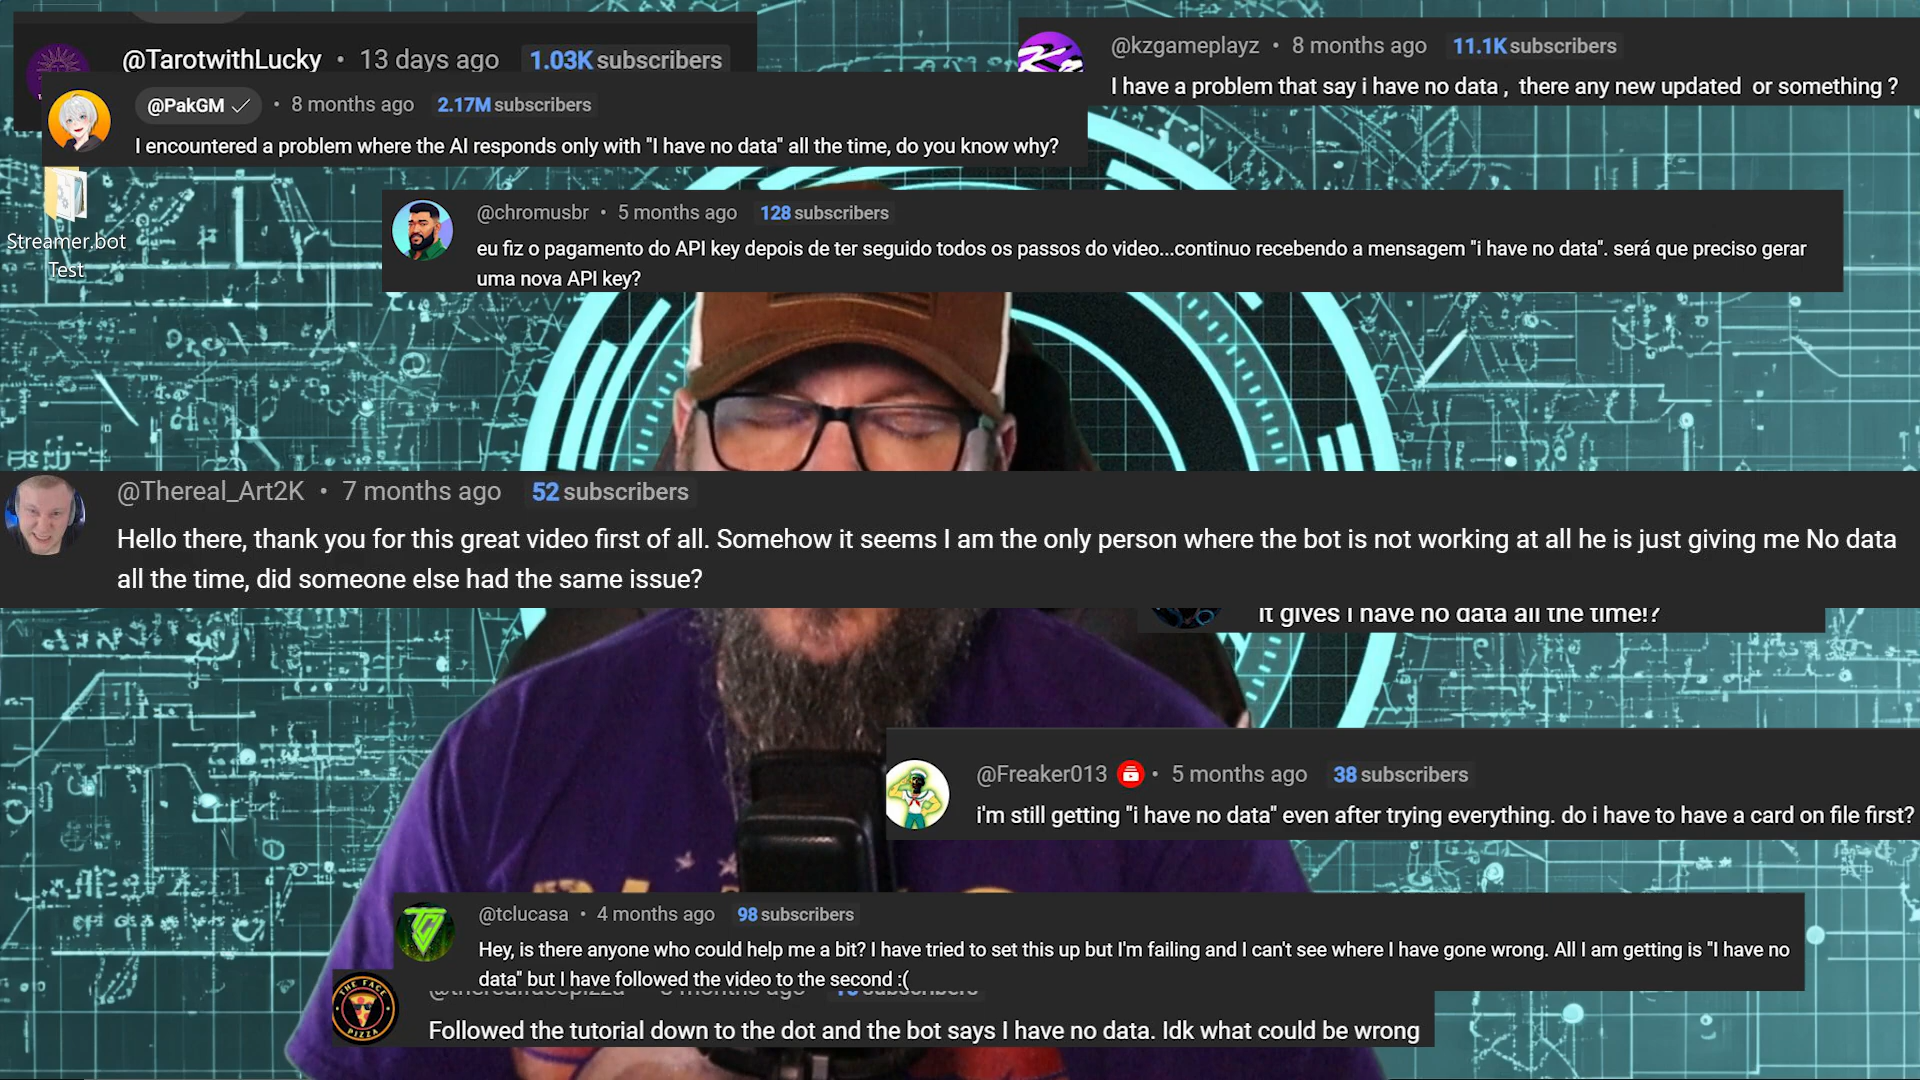 @TarotwithLucky • 13 days ago 1.03K subscribers
@PakGM • 8 months ago 2.17M subscribers
I encountered a problem where the AI responds only with "I have no data" all the time, do you know why?
@kzgameplayz • 8 months ago 11.1K subscribers
I have a problem that say i have no data , there any new updated or something ?
Streamer.bot
Test
@chromusbr • 5 months ago 128 subscribers
eu fiz o pagamento do API key depois de ter seguido todos os passos do video...continuo recebendo a mensagem "i have no data". será que preciso gerar
uma nova API key?
@Thereal_Art2K • 7 months ago 52 subscribers
Hello there, thank you for this great video first of all. Somehow it seems I am the only person where the bot is not working at all he is just giving me No data
all the time, did someone else had the same issue?
it gives I have no data all the time!?
@Freaker013 • 5 months ago 38 subscribers
i'm still getting "i have no data" even after trying everything. do i have to have a card on file first?
@tclucasa • 4 months ago 98 subscribers
Hey, is there anyone who could help me a bit? I have tried to set this up but I'm failing and I can't see where I have gone wrong. All I am getting is "I have no
data" but I have followed the video to the second :(
THE FACE
PIZZA
months ago subscribers
Followed the tutorial down to the dot and the bot says I have no data. Idk what could be wrong